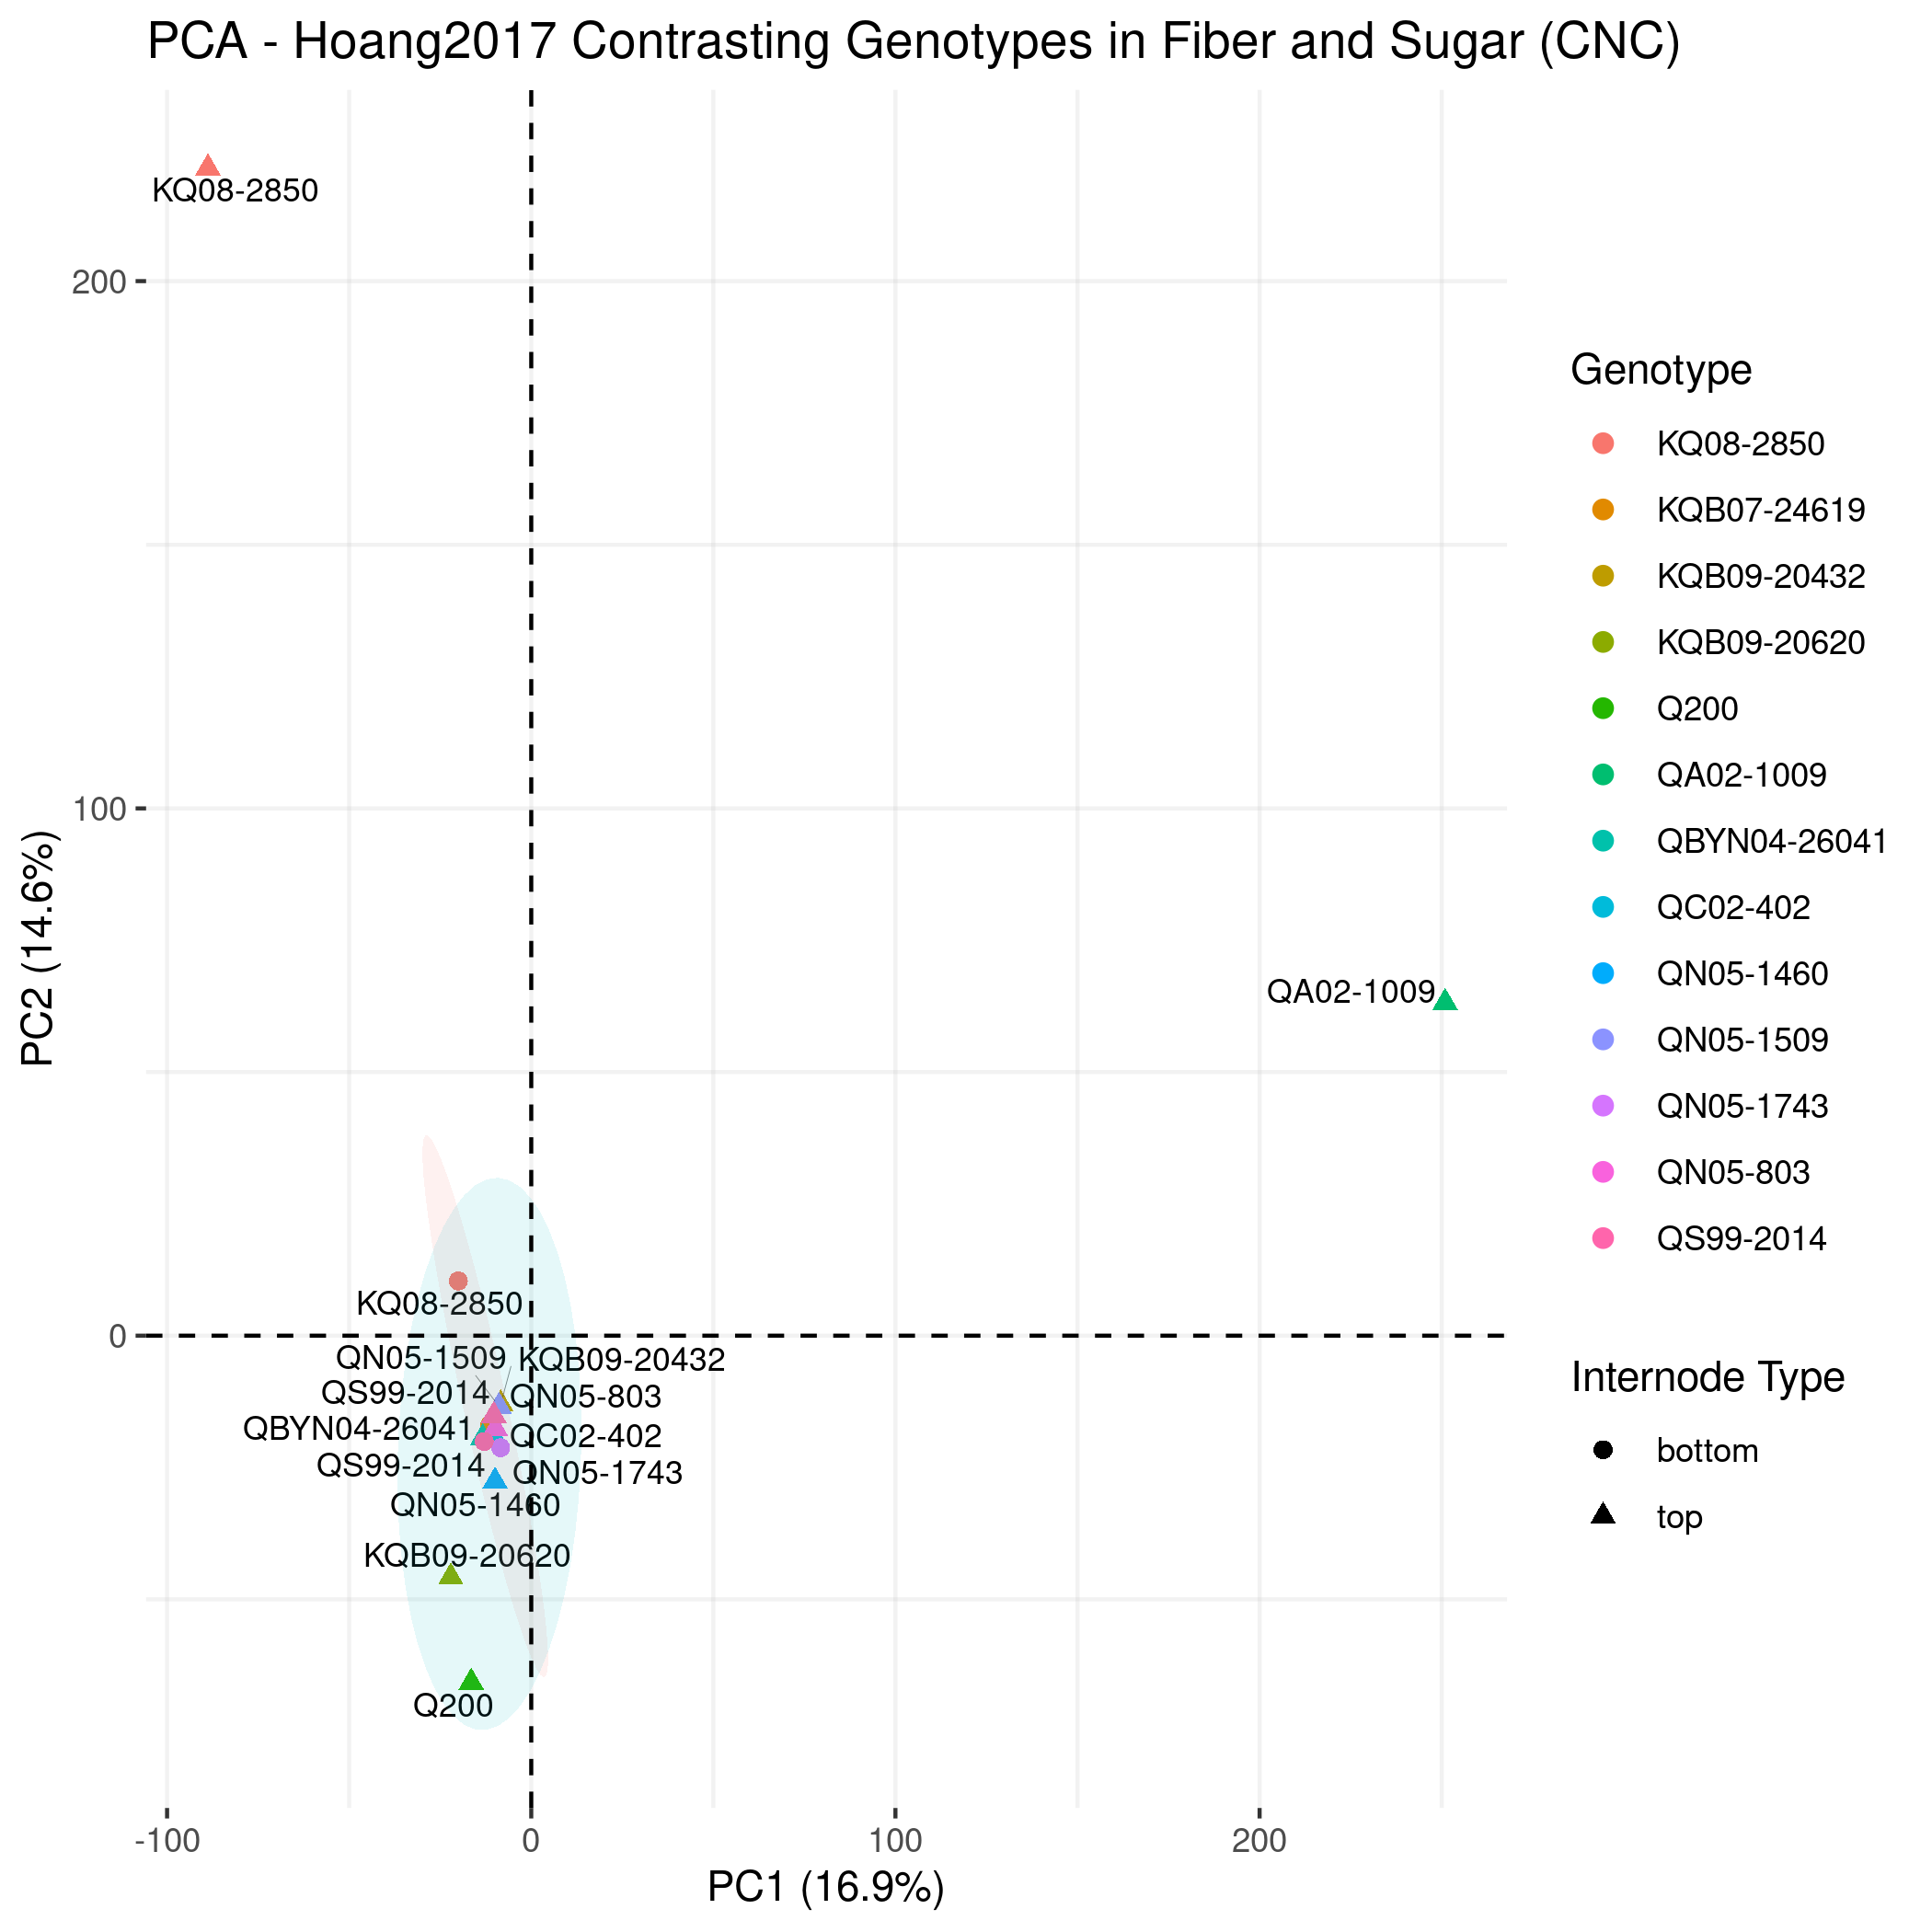 PCA - Hoang2017 Contrasting Genotypes in Fiber and Sugar (CNC)
KQ08-2850
200
100
QA02-1009
PC2 (14.6%)
KQ08-2850
0
QN05-1509
KQB09-20432
QS99-2014
QN05-803
QBYN04-26041
QC02-402
QS99-2014
QN05-1743
QN05-1460
KQB09-20620
Q200
-100
0
100
200
PC1 (16.9%)
Genotype
KQ08-2850
KQB07-24619
KQB09-20432
KQB09-20620
Q200
QA02-1009
QBYN04-26041
QC02-402
QN05-1460
QN05-1509
QN05-1743
QN05-803
QS99-2014
Internode Type
bottom
top